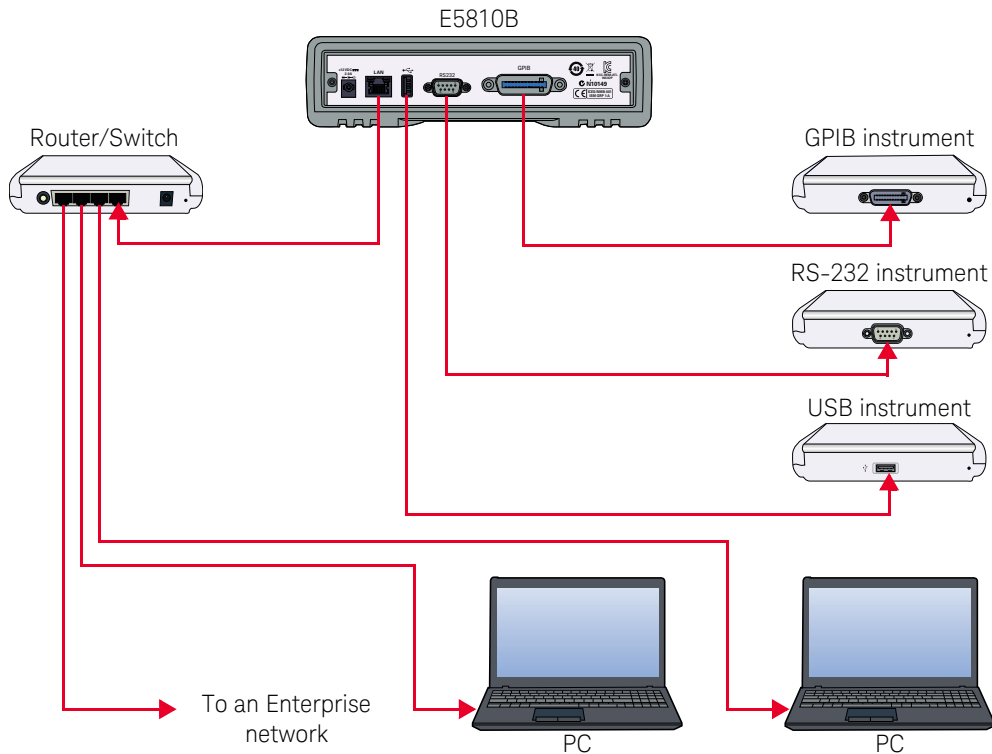 E5810B
LAN
RS232
GPIB
N10149
Router/Switch
GPIB instrument
RS-232 instrument
USB instrument
To an Enterprise
network
PC
PC